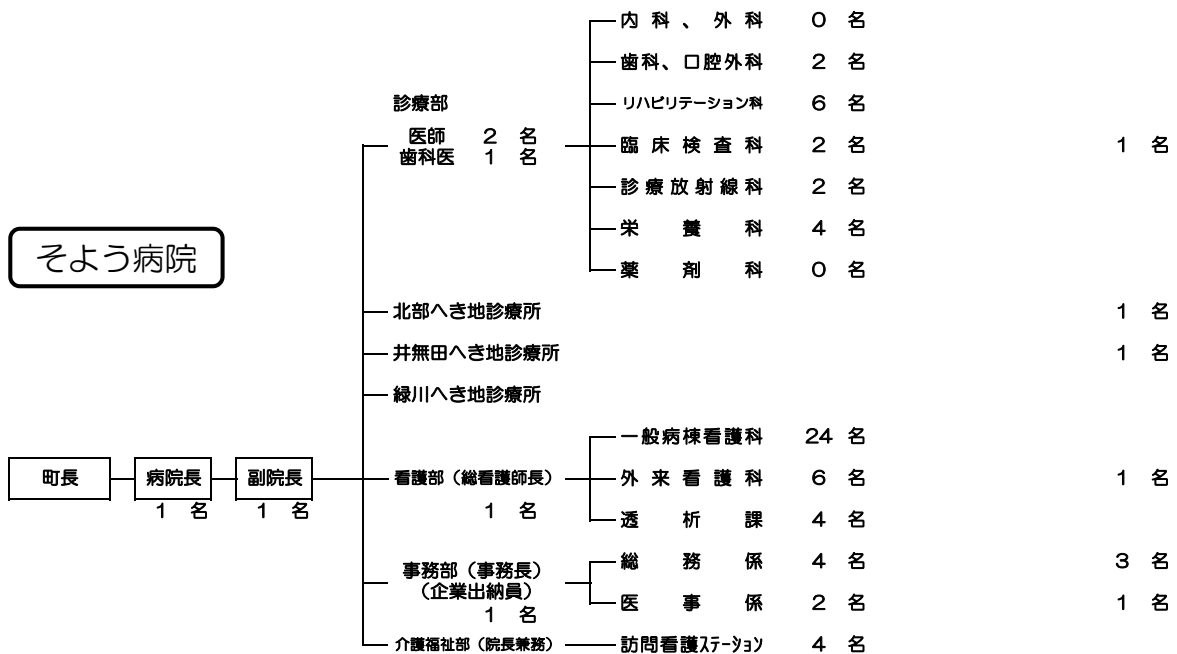 内科、外科 0 名
歯科、口腔外科 2 名
診療部
リハビリテーション科 6 名
医師 2 名
歯科医 1 名
臨床検査科 2 名 1 名
診療放射線科 2 名
そよう病院
栄養科 4 名
薬剤科 0 名
北部へき地診療所 1 名
井無田へき地診療所 1 名
緑川へき地診療所
一般病棟看護科 24 名
町長 病院長 副院長 看護部(総看護師長) 外来看護科 6 名 1 名
1 名 1 名 1 名
透析課 4 名
事務部(事務長)
(企業出納員)
1 名
総務係 4 名 3 名
医事係 2 名 1 名
介護福祉部(院長兼務) 訪問看護ステーション 4 名